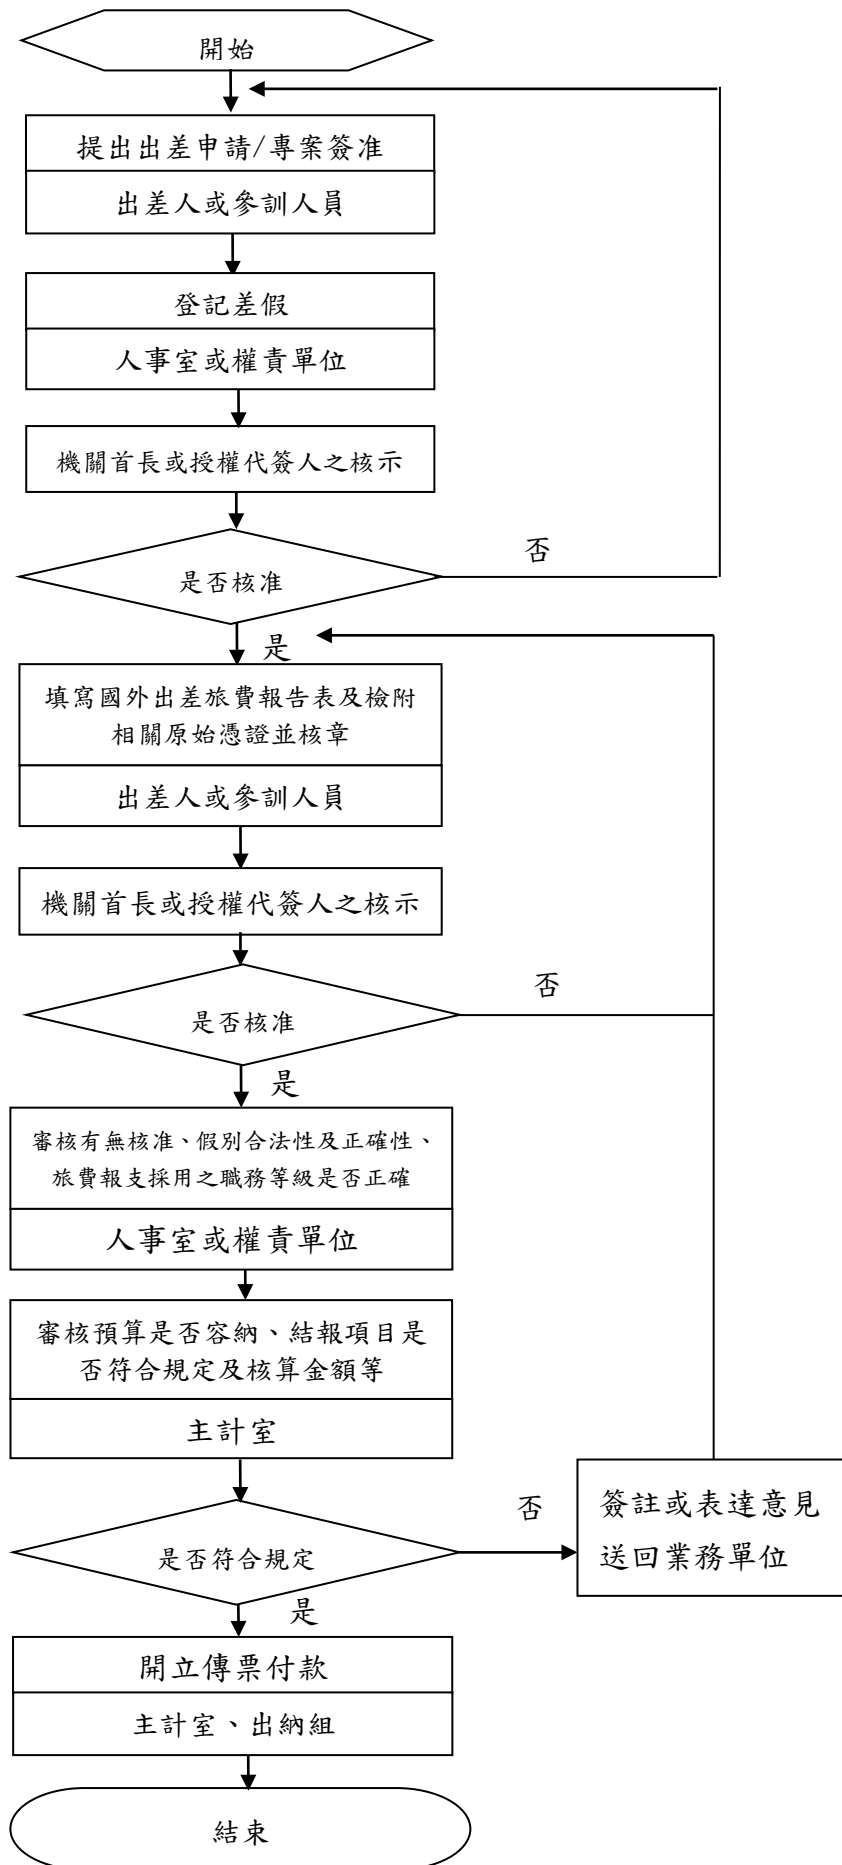 開始
提出出差申請/專案簽准
出差人或參訓人員
登記差假
人事室或權責單位
機關首長或授權代簽人之核示
是否核准
否
是
填寫國外出差旅費報告表及檢附
相關原始憑證並核章
出差人或參訓人員
機關首長或授權代簽人之核示
是否核准
否
是
審核有無核准、假別合法性及正確性、
旅費報支採用之職務等級是否正確
人事室或權責單位
審核預算是否容納、結報項目是
否符合規定及核算金額等
主計室
是否符合規定
否
簽註或表達意見
送回業務單位
是
開立傳票付款
主計室、出納組
結束